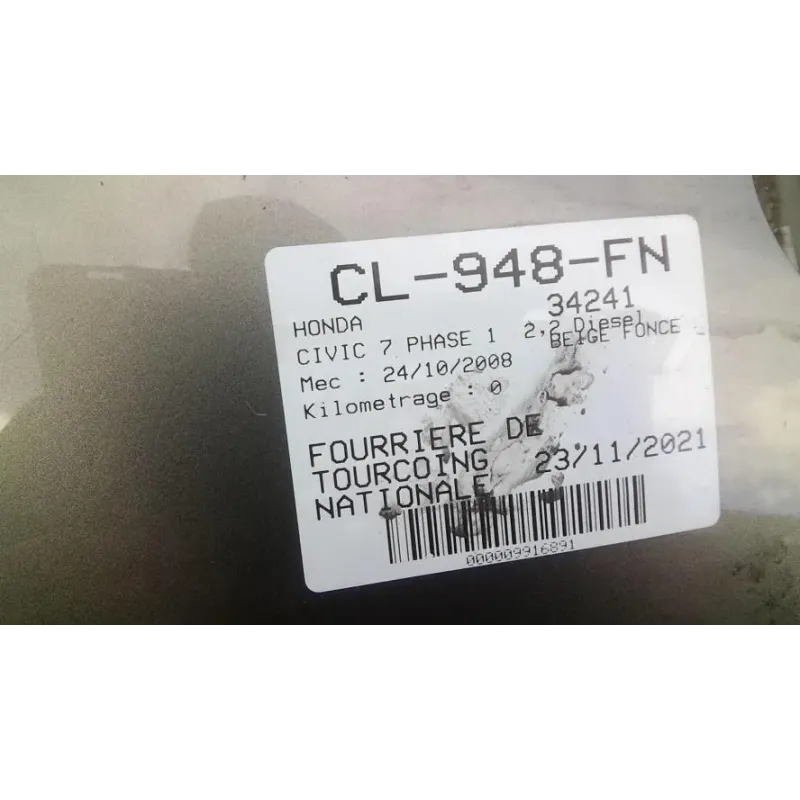 CL-948-FN
34241
HONDA
CIVIC 7 PHASE 1 2,2 Diesel
BEIGE FONCE
Mec : 24/10/2008
Kilometrage : 0
FOURRIERE DE
TOURCOING 23/11/2021
NATIONALE
000009916891